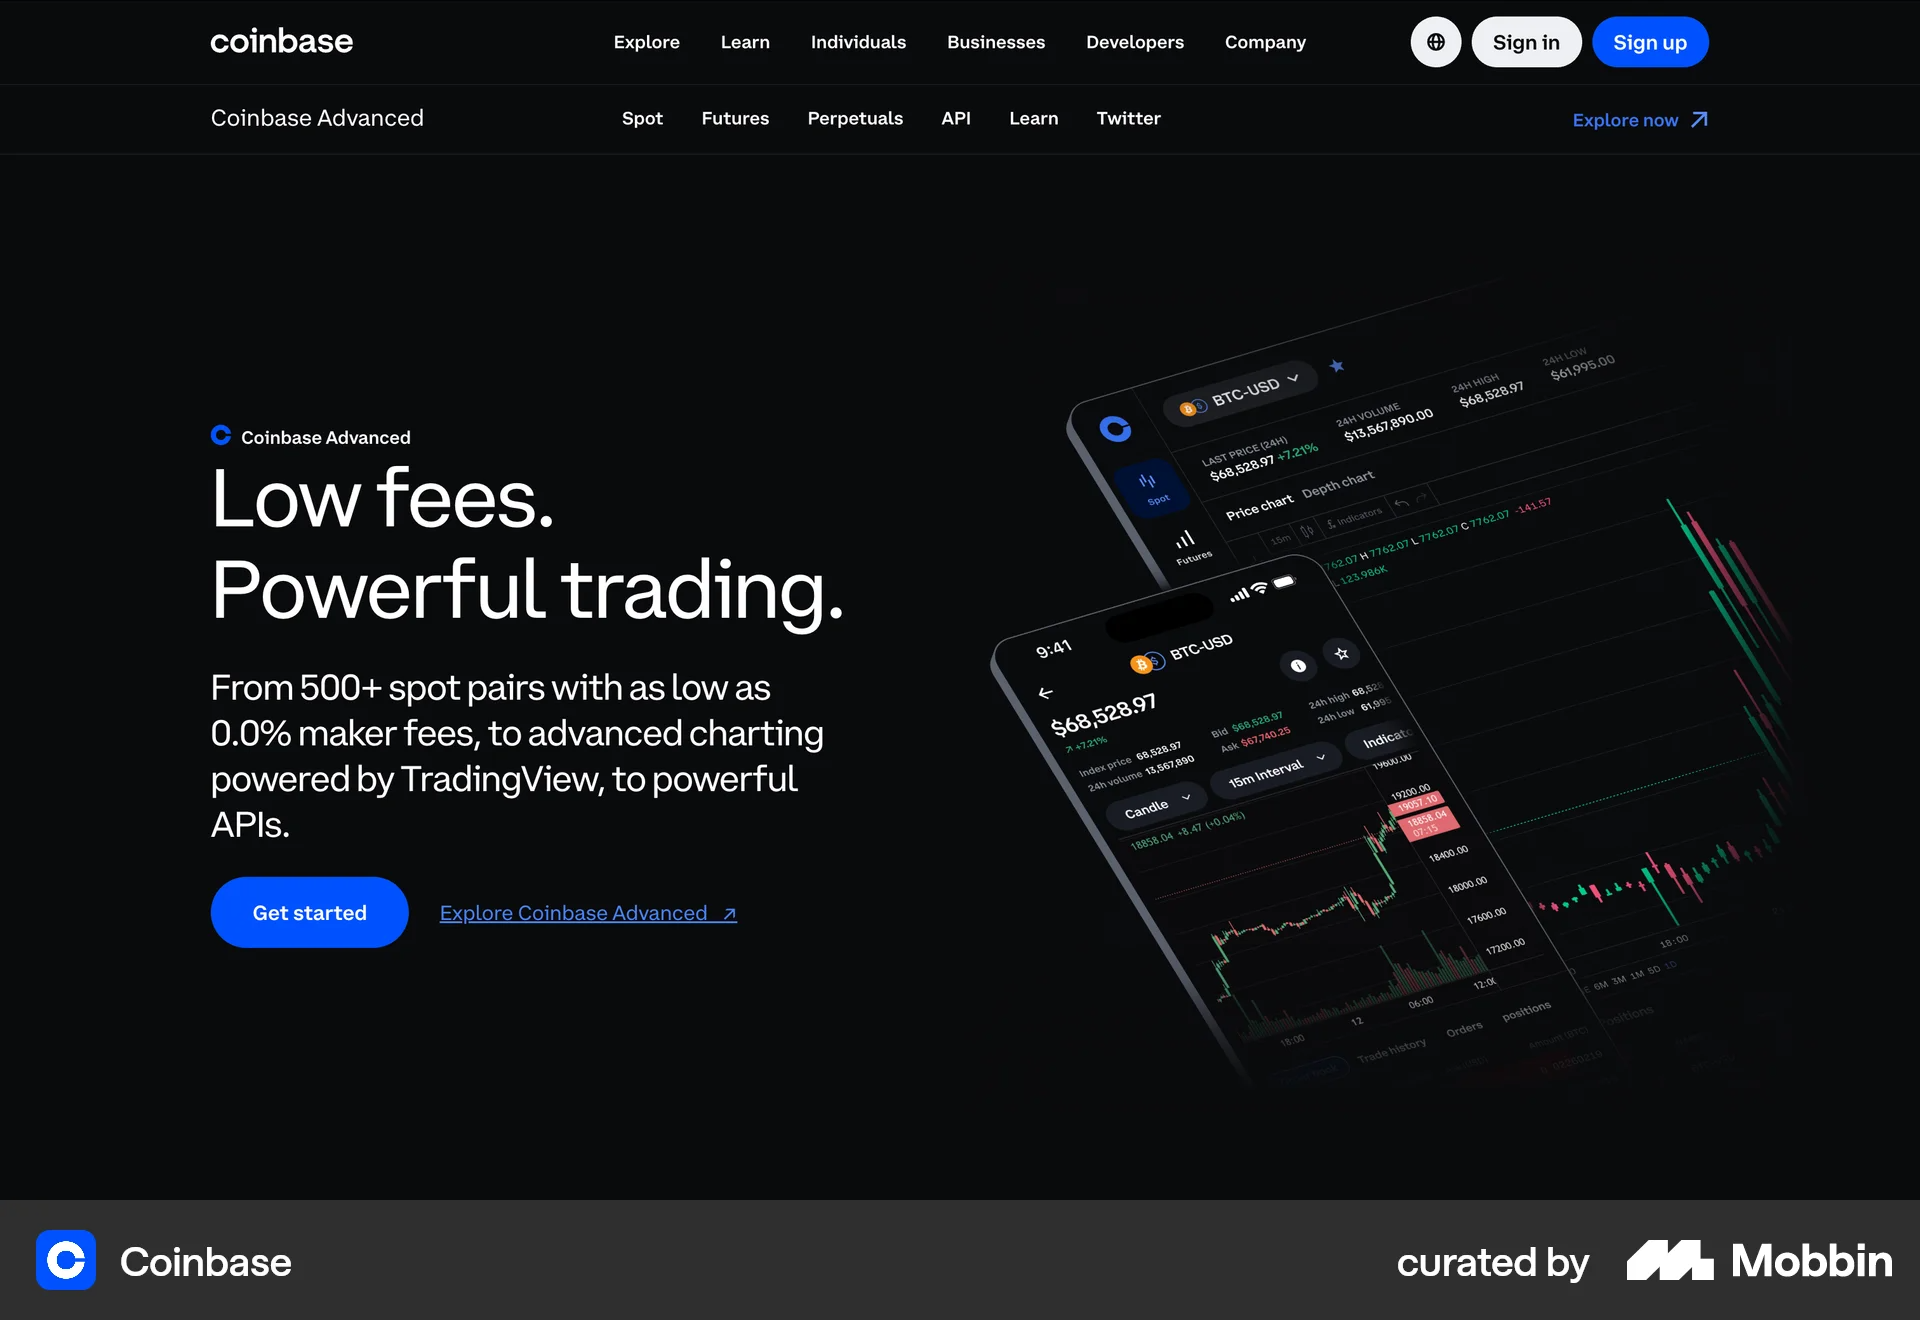 coinbase
Explore Learn Individuals Businesses Developers Company
Sign in
Sign up
Coinbase Advanced
Spot Futures Perpetuals API Learn Twitter
Explore now
Coinbase Advanced
Low fees.
Powerful trading.
From 500+ spot pairs with as low as
0.0% maker fees, to advanced charting
powered by TradingView, to powerful
APIs.
Get started
Explore Coinbase Advanced
BTC-USD
LAST PRICE (24H)
$68,528.97 +7.21%
24H VOLUME
$13,567,890.00
24H HIGH
$68,528.97
24H LOW
$61,995.00
Spot
Futures
Price chart Depth chart
15m Indicators
762.07 H 7762.07 L 7762.07 C 7762.07 -141.57
123.986K
18:00
6M 3M 1M 5D 1D
9:41
BTC-USD
$68,528.97
+7.21%
Index price 68,528.97
24h volume 13,567,890
Bid $68,528.97
Ask $67,740.25
24h high 68,528
24h low 61,995
Candle
15m Interval
18858.04 +8.47 (+0.04%)
19600.00
19200.00
19057.10
18858.04
07:15
18400.00
18000.00
17600.00
17200.00
18:00 12 06:00
Trade history Orders positions
Coinbase
curated by Mobbin